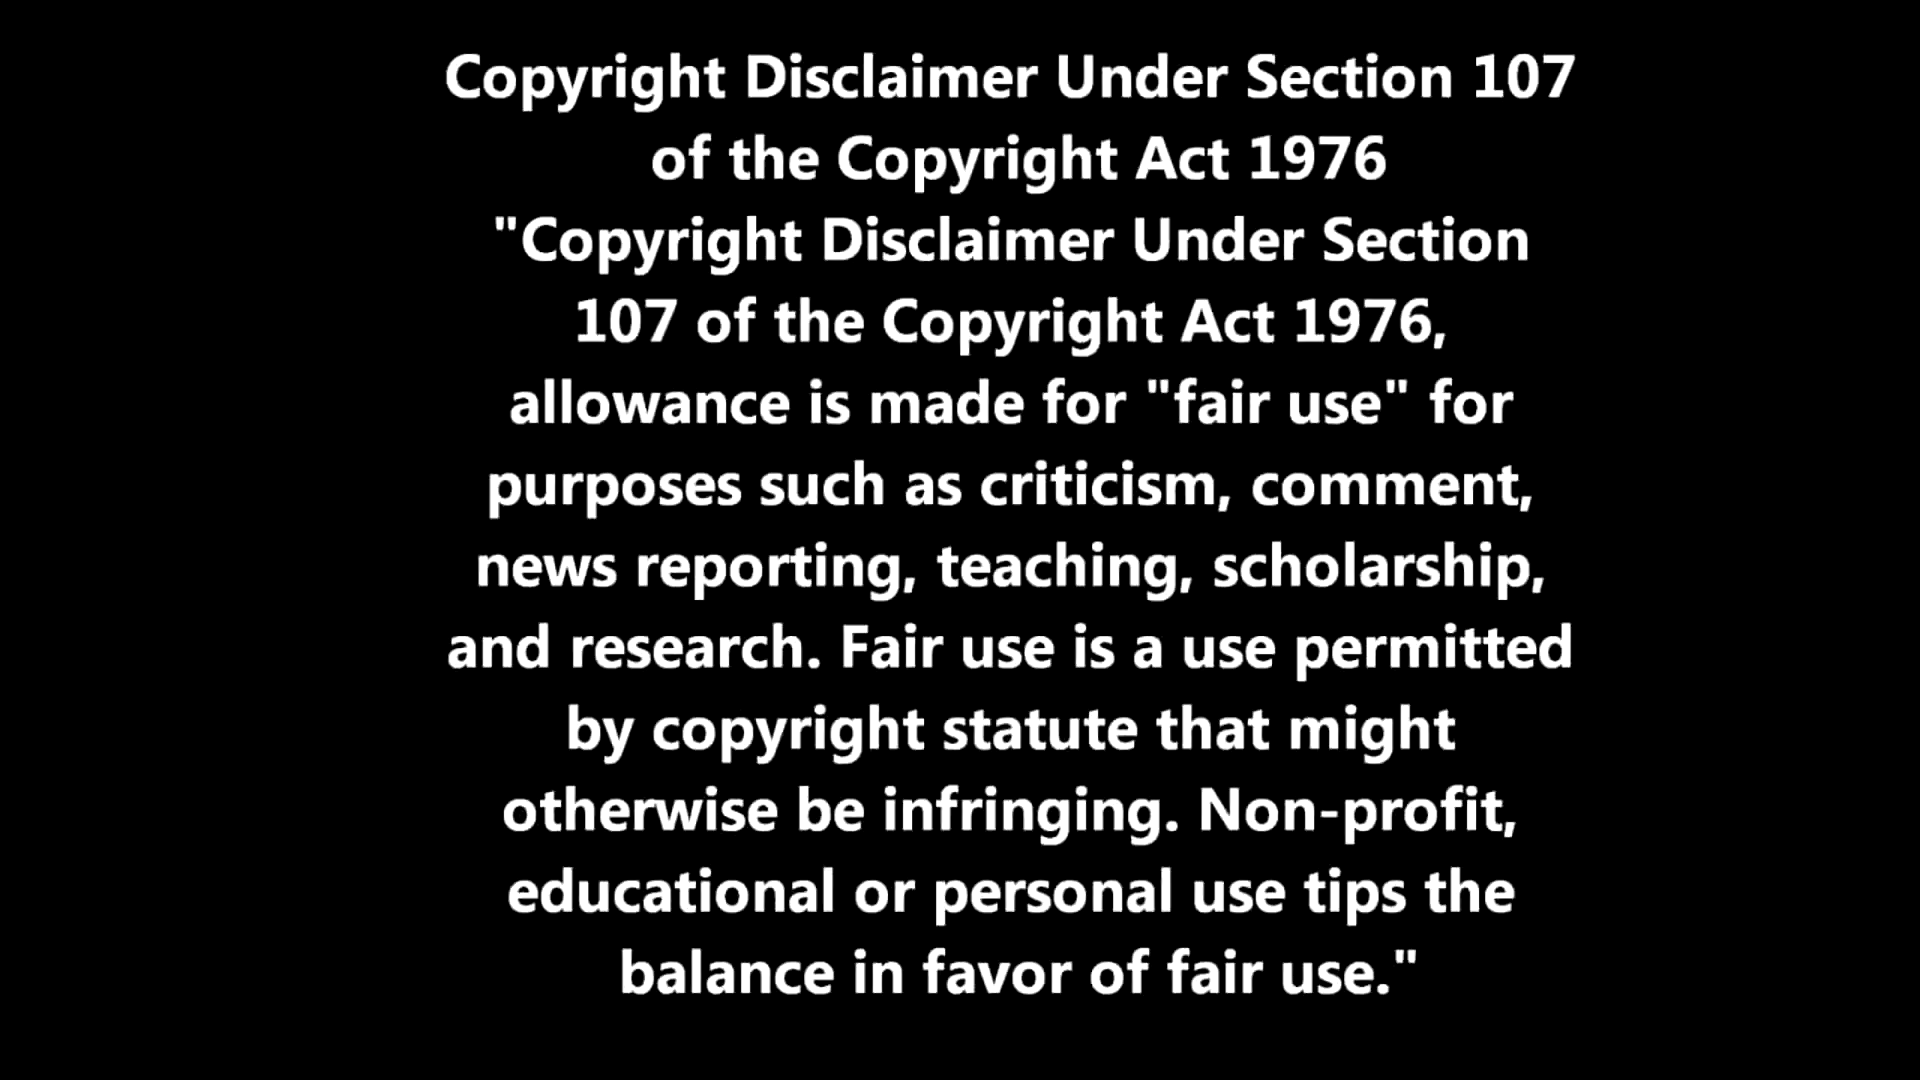 Copyright Disclaimer Under Section 107
of the Copyright Act 1976
"Copyright Disclaimer Under Section
107 of the Copyright Act 1976,
allowance is made for "fair use" for
purposes such as criticism, comment,
news reporting, teaching, scholarship,
and research. Fair use is a use permitted
by copyright statute that might
otherwise be infringing. Non-profit,
educational or personal use tips the
balance in favor of fair use."